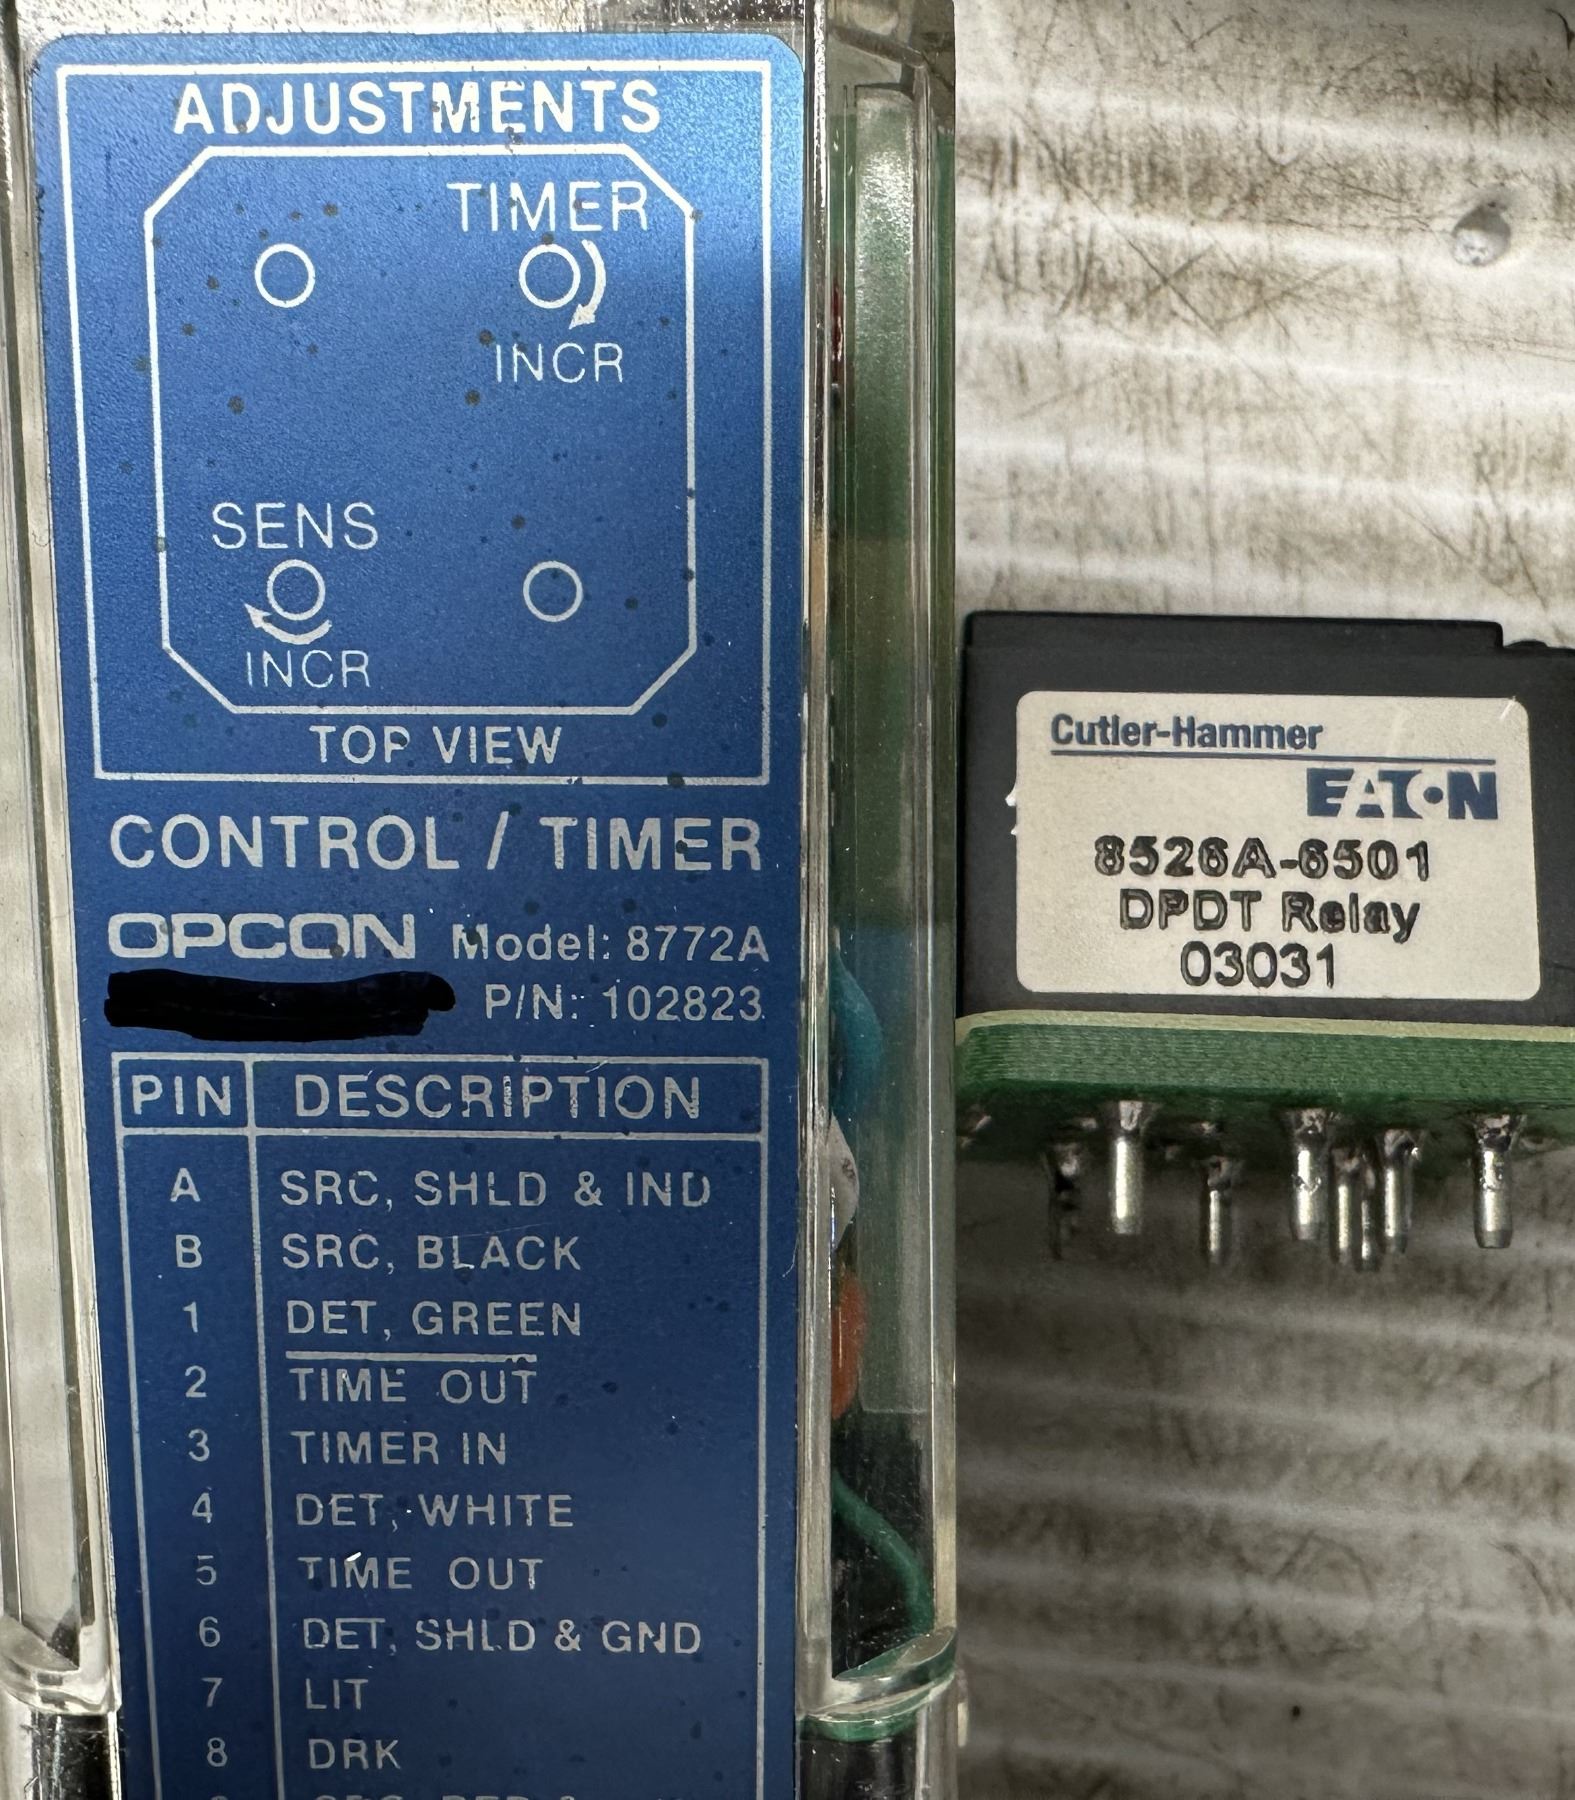 ADJUSTMENTS
TIMER
INCR
SENS
INCR
TOP VIEW
CONTROL / TIMER
OPCON Model: 8772A
P/N: 102823
PIN DESCRIPTION
A SRC, SHLD & IND
B SRC, BLACK
1 DET, GREEN
2 TIME OUT
3 TIMER IN
4 DET, WHITE
5 TIME OUT
6 DET, SHLD & GND
7 LIT
8 DRK
Cutler-Hammer
EATON
8526A-6501
DPDT Relay
03031